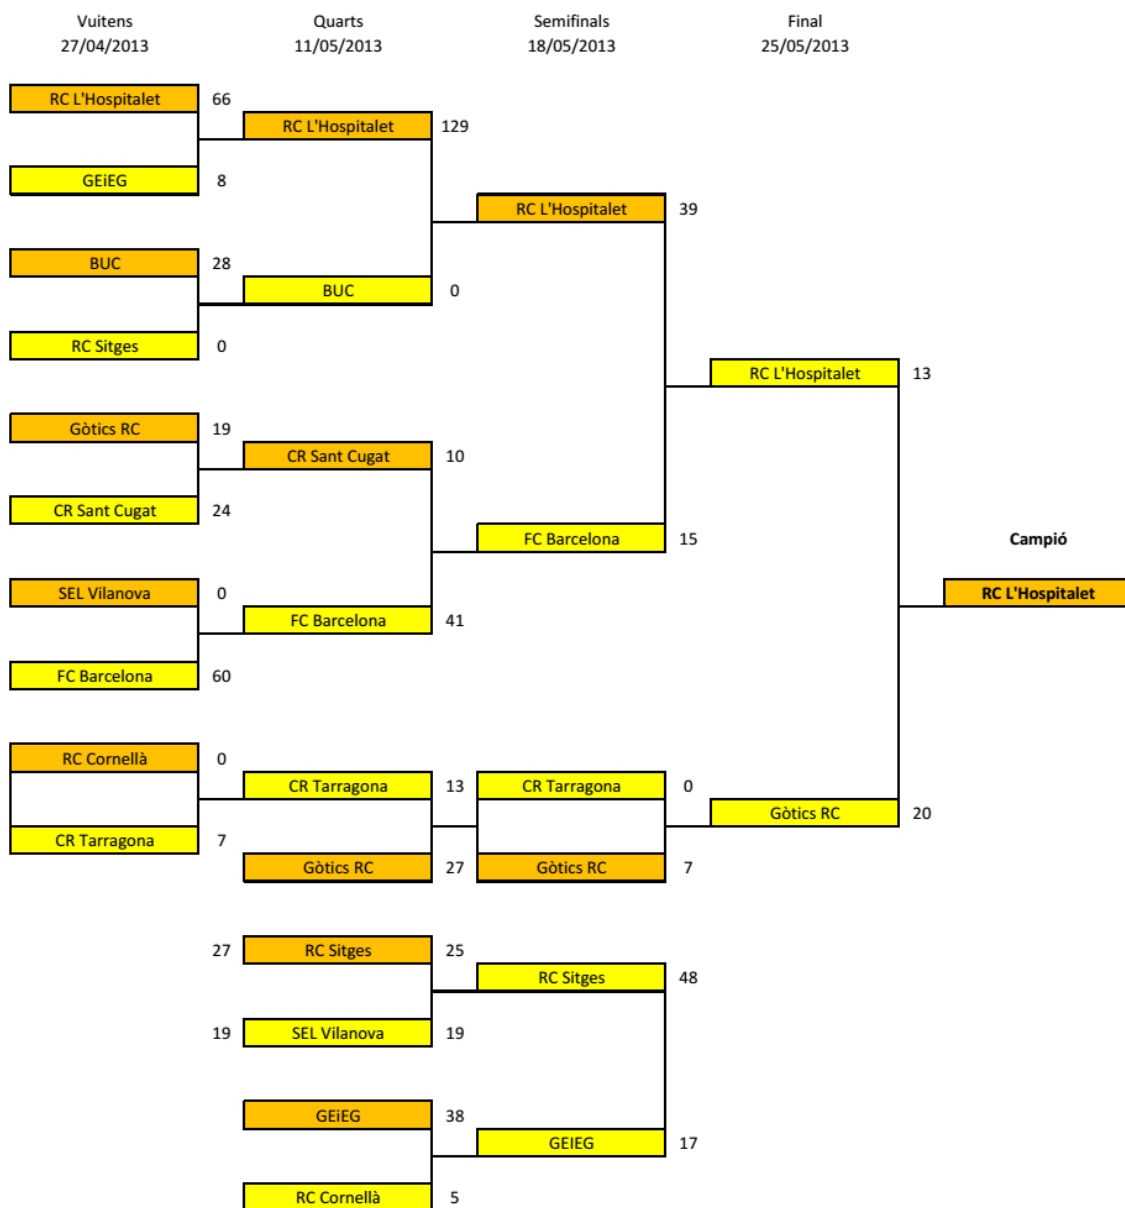 Vuitens Quarts Semifinals Final
27/04/2013 11/05/2013 18/05/2013 25/05/2013
RC L'Hospitalet 66
RC L'Hospitalet 129
GEiEG 8
RC L'Hospitalet 39
BUC 28
BUC 0
RC Sitges 0
RC L'Hospitalet 13
Gòtics RC 19
CR Sant Cugat 10
CR Sant Cugat 24
FC Barcelona 15 Campió
SEL Vilanova 0 RC L'Hospitalet
FC Barcelona 41
FC Barcelona 60
RC Cornellà 0
CR Tarragona 13 CR Tarragona 0
Gòtics RC 20
CR Tarragona 7
Gòtics RC 27 Gòtics RC 7
27 RC Sitges 25
RC Sitges 48
19 SEL Vilanova 19
GEiEG 38
GEIEG 17
RC Cornellà 5